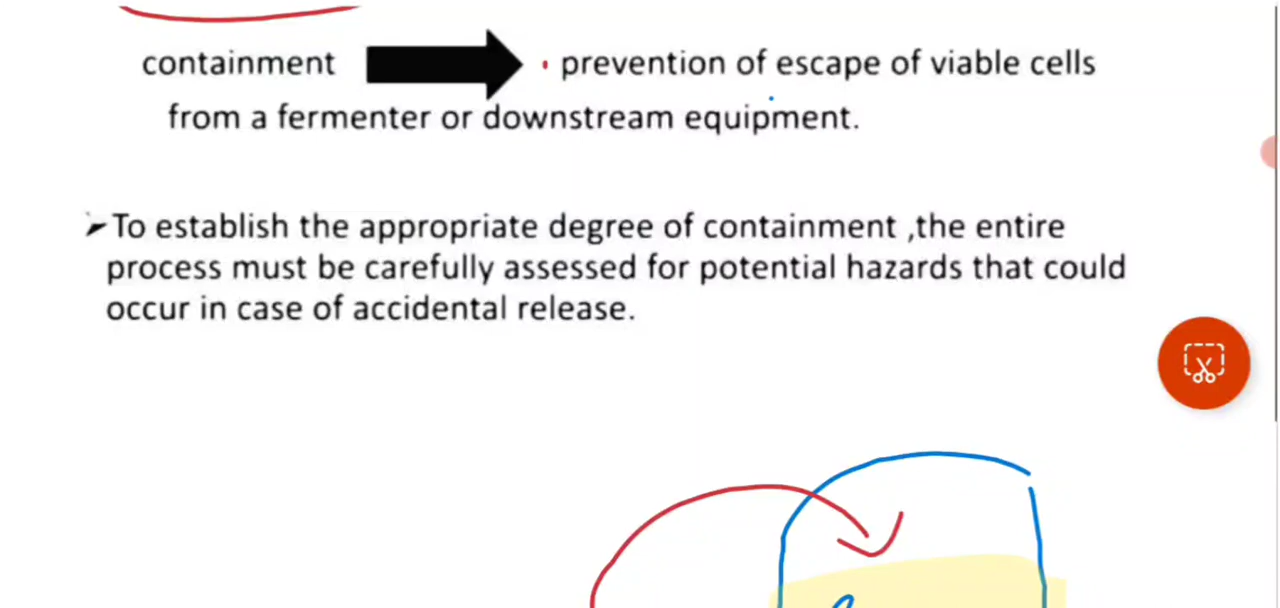 containment • prevention of escape of viable cells
from a fermenter or downstream equipment.
➤To establish the appropriate degree of containment ,the entire
process must be carefully assessed for potential hazards that could
occur in case of accidental release.